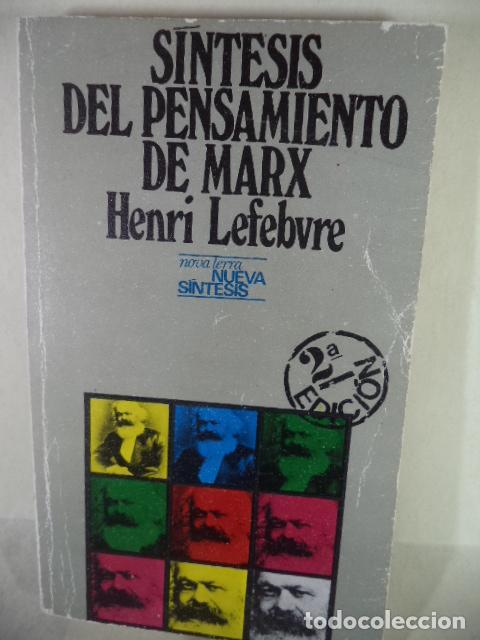 SÍNTESIS
DEL PENSAMIENTO
DE MARX
Henri Lefebvre
nova terra
NUEVA
SÍNTESIS
2ª
EDICIÓN
todocoleccion